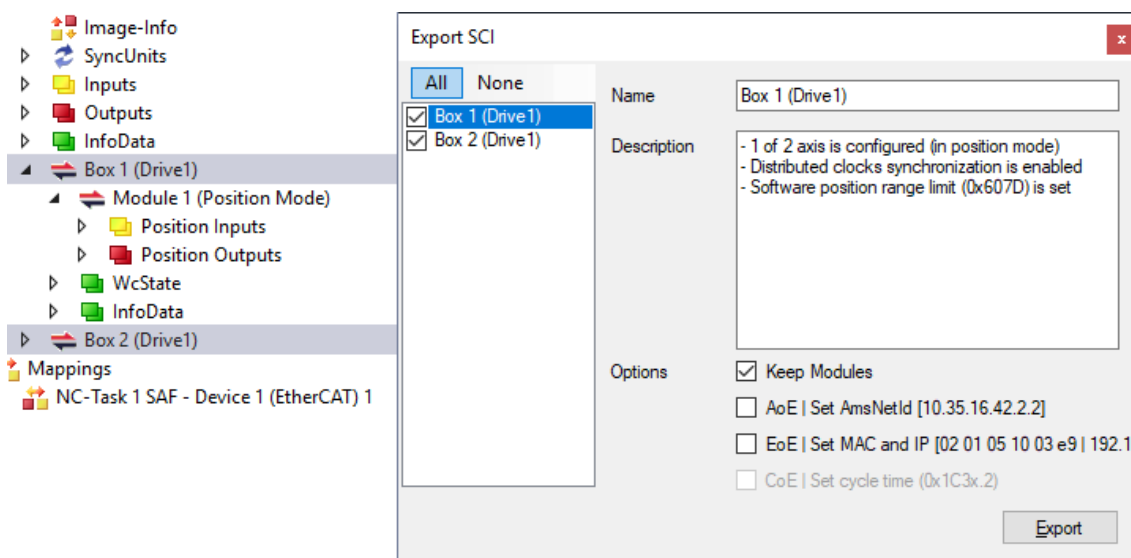 Image-Info
SyncUnits
Inputs
Outputs
InfoData
Box 1 (Drive1)
Module 1 (Position Mode)
Position Inputs
Position Outputs
WcState
InfoData
Box 2 (Drive1)
Mappings
NC-Task 1 SAF - Device 1 (EtherCAT) 1
Export SCI
x
All None
Box 1 (Drive1)
Box 2 (Drive1)
Name
Box 1 (Drive1)
Description
- 1 of 2 axis is configured (in position mode)
- Distributed clocks synchronization is enabled
- Software position range limit (0x607D) is set
Options
Keep Modules
AoE | Set AmsNetId [10.35.16.42.2.2]
EoE | Set MAC and IP [02 01 05 10 03 e9 | 192.1
CoE | Set cycle time (0x1C3x.2)
Export